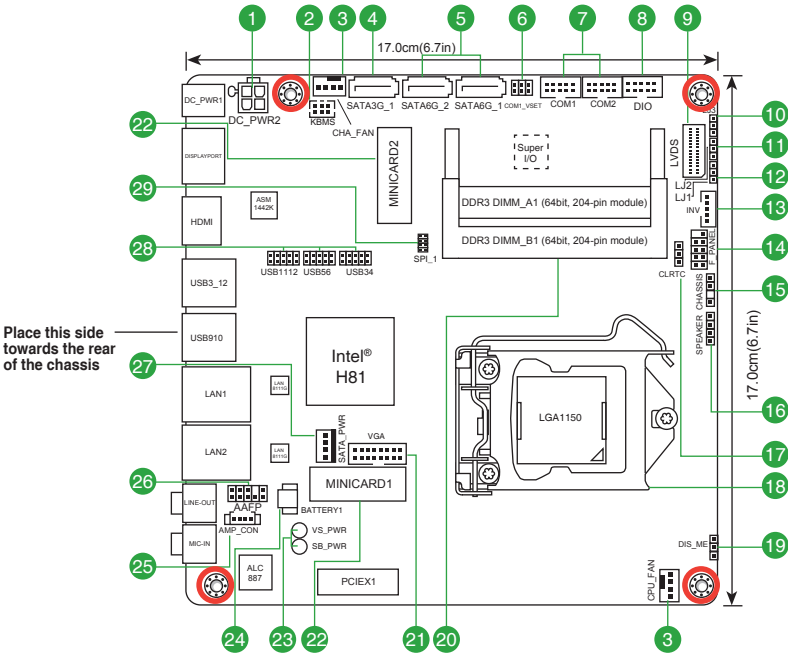 1 2 3 4 5 6 7 8 9
17.0cm(6.7in)
DC_PWR1
DC_PWR2
KBMS
CHA_FAN
SATA3G_1
SATA6G_2
SATA6G_1
COM1_VSET
COM1
COM2
DIO
10
22
DISPLAYPORT
MINICARD2
Super
I/O
LVDS
11
LJ2
LJ1
12
29
ASM
1442K
DDR3 DIMM_A1 (64bit, 204-pin module)
INV
13
HDMI
28
SPI_1
DDR3 DIMM_B1 (64bit, 204-pin module)
F_PANEL
14
USB1112
USB56
USB34
CLRTC
USB3_12
CHASSIS
15
Place this side
towards the rear
of the chassis
USB910
Intel®
H81
SPEAKER
17.0cm(6.7in)
27
LAN1
LAN
8111G
16
SATA_PWR
VGA
LGA1150
LAN2
LAN
8111G
17
26
MINICARD1
18
LINE-OUT
AAFP
BATTERY1
AMP_CON
VS_PWR
MIC-IN
SB_PWR
DIS_ME
19
25
ALC
887
PCIEX1
CPU_FAN
24 23 22 21 20 3